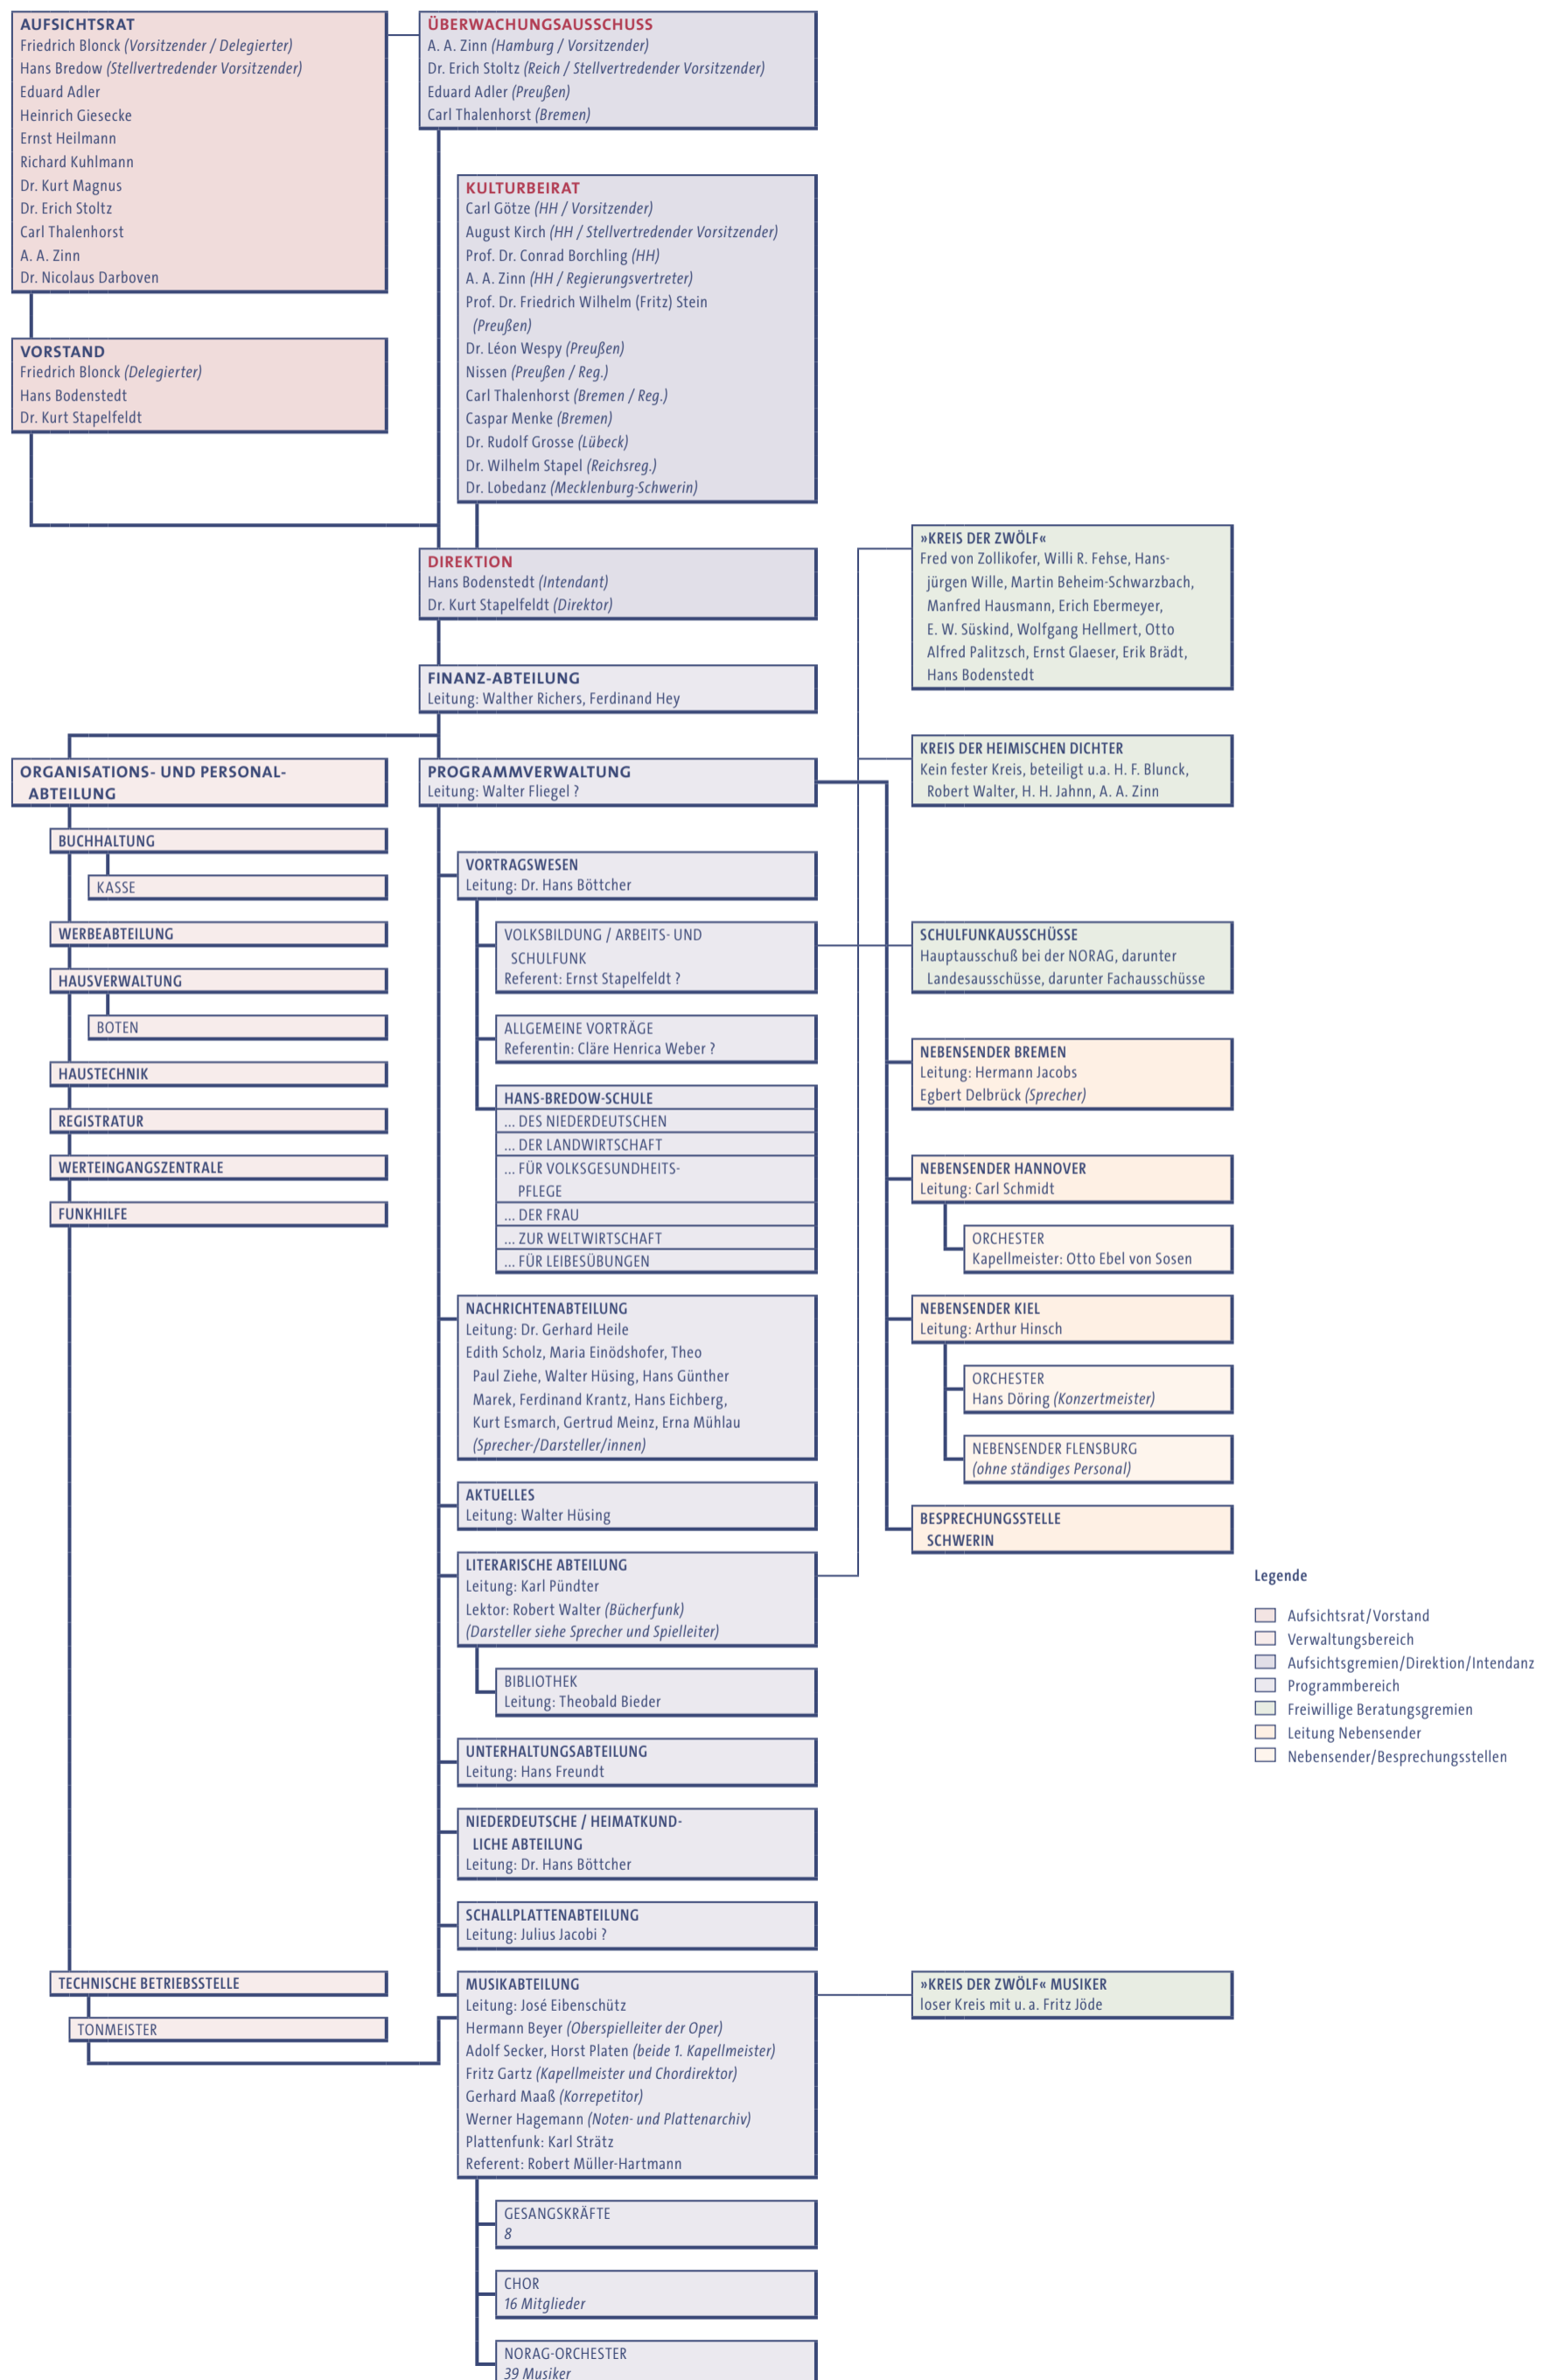 AUFSICHTSRAT
Friedrich Blonck (Vorsitzender / Delegierter)
Hans Bredow (Stellvertredender Vorsitzender)
Eduard Adler
Heinrich Giesecke
Ernst Heilmann
Richard Kuhlmann
Dr. Kurt Magnus
Dr. Erich Stoltz
Carl Thalenhorst
A. A. Zinn
Dr. Nicolaus Darboven
VORSTAND
Friedrich Blonck (Delegierter)
Hans Bodenstedt
Dr. Kurt Stapelfeldt
ÜBERWACHUNGSAUSSCHUSS
A. A. Zinn (Hamburg / Vorsitzender)
Dr. Erich Stoltz (Reich / Stellvertredender Vorsitzender)
Eduard Adler (Preußen)
Carl Thalenhorst (Bremen)
KULTURBEIRAT
Carl Götze (HH / Vorsitzender)
August Kirch (HH / Stellvertredender Vorsitzender)
Prof. Dr. Conrad Borchling (HH)
A. A. Zinn (HH / Regierungsvertreter)
Prof. Dr. Friedrich Wilhelm (Fritz) Stein
(Preußen)
Dr. Léon Wespy (Preußen)
Nissen (Preußen / Reg.)
Carl Thalenhorst (Bremen / Reg.)
Caspar Menke (Bremen)
Dr. Rudolf Grosse (Lübeck)
Dr. Wilhelm Stapel (Reichsreg.)
Dr. Lobedanz (Mecklenburg-Schwerin)
DIREKTION
Hans Bodenstedt (Intendant)
Dr. Kurt Stapelfeldt (Direktor)
FINANZ-ABTEILUNG
Leitung: Walther Richers, Ferdinand Hey
ORGANISATIONS- UND PERSONAL-
ABTEILUNG
BUCHHALTUNG
KASSE
WERBEABTEILUNG
HAUSVERWALTUNG
BOTEN
HAUSTECHNIK
REGISTRATUR
WERTEINGANGSZENTRALE
FUNKHILFE
TECHNISCHE BETRIEBSSTELLE
TONMEISTER
PROGRAMMVERWALTUNG
Leitung: Walter Fliegel ?
VORTRAGSWESEN
Leitung: Dr. Hans Böttcher
VOLKSBILDUNG / ARBEITS- UND
SCHULFUNK
Referent: Ernst Stapelfeldt ?
ALLGEMEINE VORTRÄGE
Referentin: Cläre Henrica Weber ?
HANS-BREDOW-SCHULE
... DES NIEDERDEUTSCHEN
... DER LANDWIRTSCHAFT
... FÜR VOLKSGESUNDHEITS-
PFLEGE
... DER FRAU
... ZUR WELTWIRTSCHAFT
... FÜR LEIBESÜBUNGEN
NACHRICHTENABTEILUNG
Leitung: Dr. Gerhard Heile
Edith Scholz, Maria Einödshofer, Theo
Paul Ziehe, Walter Hüsing, Hans Günther
Marek, Ferdinand Krantz, Hans Eichberg,
Kurt Esmarch, Gertrud Meinz, Erna Mühlau
(Sprecher-/Darsteller/innen)
AKTUELLES
Leitung: Walter Hüsing
LITERARISCHE ABTEILUNG
Leitung: Karl Pündter
Lektor: Robert Walter (Bücherfunk)
(Darsteller siehe Sprecher und Spielleiter)
BIBLIOTHEK
Leitung: Theobald Bieder
UNTERHALTUNGSABTEILUNG
Leitung: Hans Freundt
NIEDERDEUTSCHE / HEIMATKUND-
LICHE ABTEILUNG
Leitung: Dr. Hans Böttcher
SCHALLPLATTENABTEILUNG
Leitung: Julius Jacobi ?
MUSIKABTEILUNG
Leitung: José Eibenschütz
Hermann Beyer (Oberspielleiter der Oper)
Adolf Secker, Horst Platen (beide 1. Kapellmeister)
Fritz Gartz (Kapellmeister und Chordirektor)
Gerhard Maaß (Korrepetitor)
Werner Hagemann (Noten- und Plattenarchiv)
Plattenfunk: Karl Strätz
Referent: Robert Müller-Hartmann
GESANGSKRÄFTE
8
CHOR
16 Mitglieder
NORAG-ORCHESTER
39 Musiker
»KREIS DER ZWÖLF«
Fred von Zollikofer, Willi R. Fehse, Hans-
jürgen Wille, Martin Beheim-Schwarzbach,
Manfred Hausmann, Erich Ebermeyer,
E. W. Süskind, Wolfgang Hellmert, Otto
Alfred Palitzsch, Ernst Glaeser, Erik Brädt,
Hans Bodenstedt
KREIS DER HEIMISCHEN DICHTER
Kein fester Kreis, beteiligt u.a. H. F. Blunck,
Robert Walter, H. H. Jahnn, A. A. Zinn
SCHULFUNKAUSSCHÜSSE
Hauptausschuß bei der NORAG, darunter
Landesausschüsse, darunter Fachausschüsse
NEBENSENDER BREMEN
Leitung: Hermann Jacobs
Egbert Delbrück (Sprecher)
NEBENSENDER HANNOVER
Leitung: Carl Schmidt
ORCHESTER
Kapellmeister: Otto Ebel von Sosen
NEBENSENDER KIEL
Leitung: Arthur Hinsch
ORCHESTER
Hans Döring (Konzertmeister)
NEBENSENDER FLENSBURG
(ohne ständiges Personal)
BESPRECHUNGSSTELLE
SCHWERIN
»KREIS DER ZWÖLF« MUSIKER
loser Kreis mit u. a. Fritz Jöde
Legende
Aufsichtsrat/Vorstand
Verwaltungsbereich
Aufsichtsgremien/Direktion/Intendanz
Programmbereich
Freiwillige Beratungsgremien
Leitung Nebensender
Nebensender/Besprechungsstellen